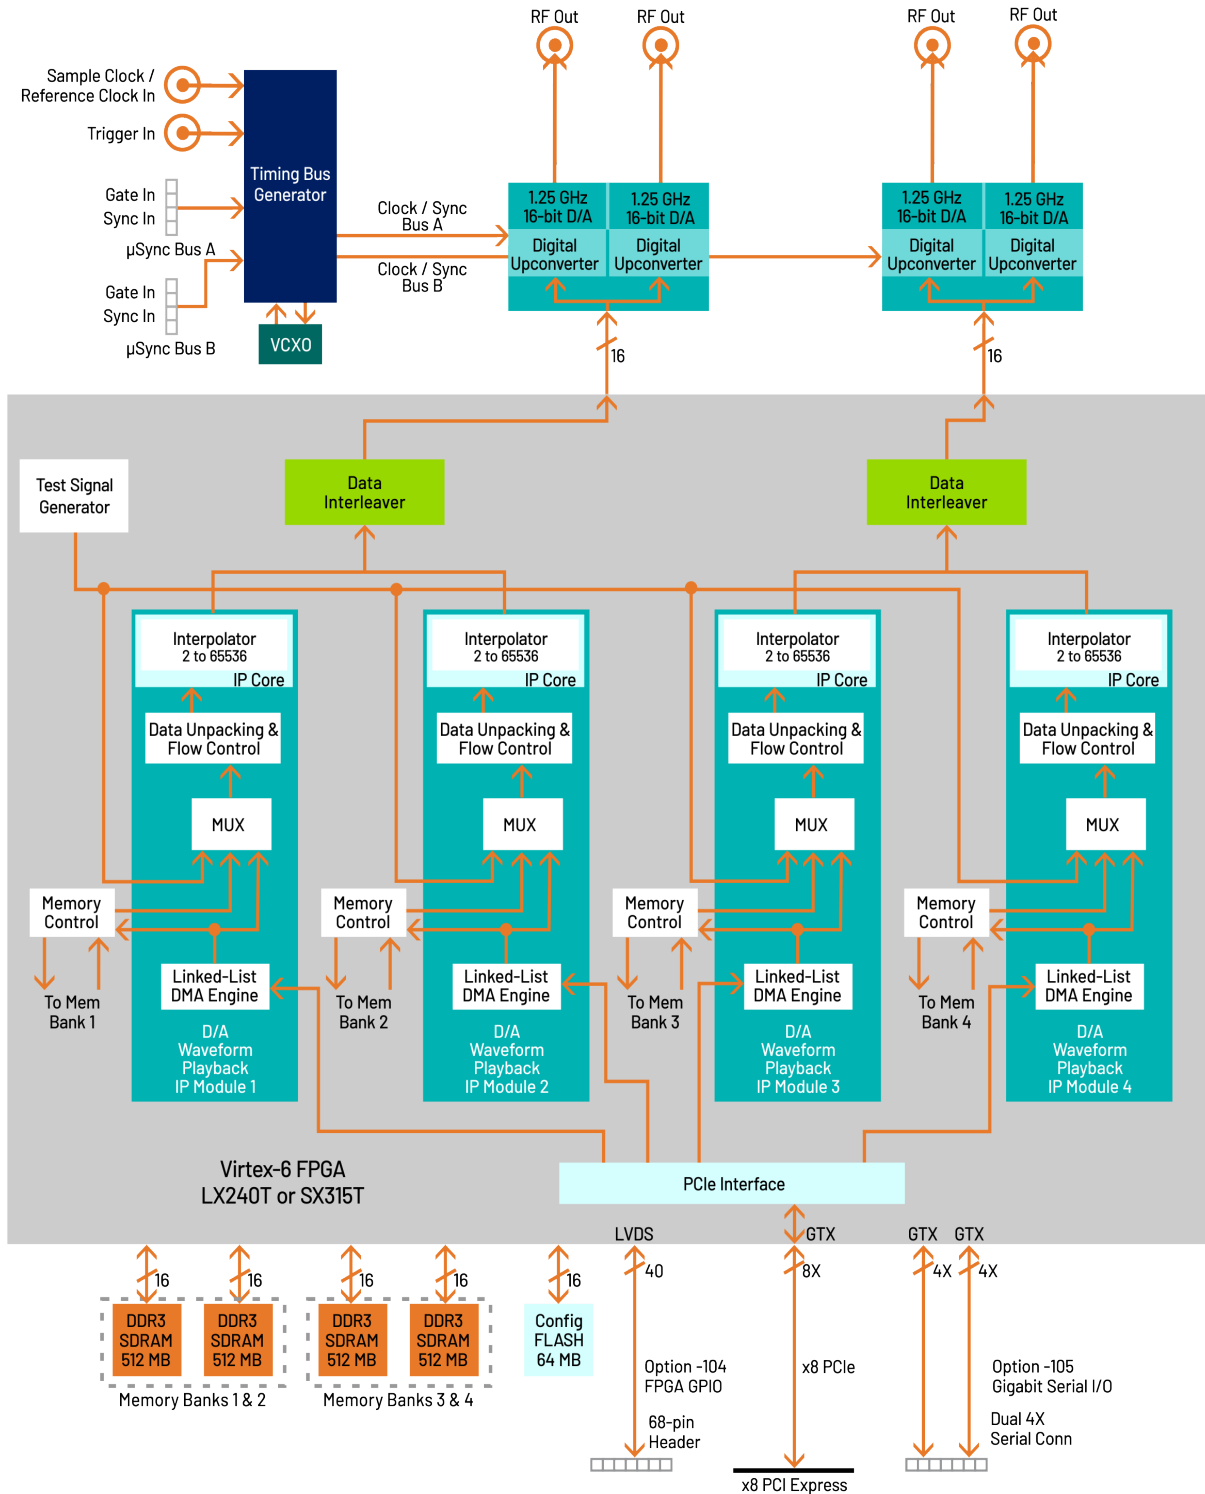 RF Out
RF Out
RF Out
RF Out
Sample Clock /
Reference Clock In
Trigger In
Gate In
Sync In
µSync Bus A
Gate In
Sync In
µSync Bus B
Timing Bus
Generator
VCXO
Clock / Sync
Bus A
Clock / Sync
Bus B
1.25 GHz
16-bit D/A
1.25 GHz
16-bit D/A
Digital
Upconverter
Digital
Upconverter
1.25 GHz
16-bit D/A
1.25 GHz
16-bit D/A
Digital
Upconverter
Digital
Upconverter
16
16
Test Signal
Generator
Data
Interleaver
Data
Interleaver
Interpolator
2 to 65536
IP Core
Data Unpacking &
Flow Control
MUX
Memory
Control
To Mem
Bank 1
Linked-List
DMA Engine
D/A
Waveform
Playback
IP Module 1
Interpolator
2 to 65536
IP Core
Data Unpacking &
Flow Control
MUX
Memory
Control
To Mem
Bank 2
Linked-List
DMA Engine
D/A
Waveform
Playback
IP Module 2
Interpolator
2 to 65536
IP Core
Data Unpacking &
Flow Control
MUX
Memory
Control
To Mem
Bank 3
Linked-List
DMA Engine
D/A
Waveform
Playback
IP Module 3
Interpolator
2 to 65536
IP Core
Data Unpacking &
Flow Control
MUX
Memory
Control
To Mem
Bank 4
Linked-List
DMA Engine
D/A
Waveform
Playback
IP Module 4
Virtex-6 FPGA
LX240T or SX315T
PCIe Interface
LVDS
GTX
GTX
GTX
16
16
16
16
16
40
8X
4X
4X
DDR3
SDRAM
512 MB
DDR3
SDRAM
512 MB
DDR3
SDRAM
512 MB
DDR3
SDRAM
512 MB
Config
FLASH
64 MB
Memory Banks 1 & 2
Memory Banks 3 & 4
Option -104
FPGA GPIO
68-pin
Header
x8 PCIe
x8 PCI Express
Option -105
Gigabit Serial I/O
Dual 4X
Serial Conn